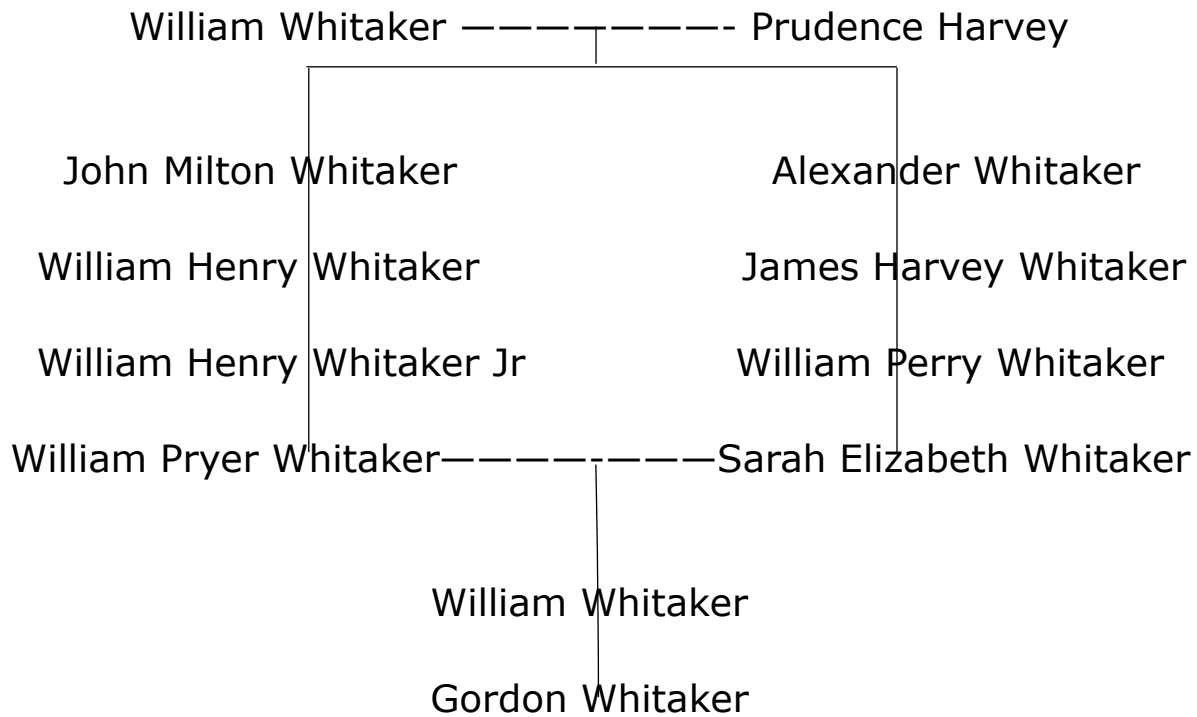 William Whitaker ———————- Prudence Harvey
John Milton Whitaker Alexander Whitaker
William Henry Whitaker James Harvey Whitaker
William Henry Whitaker Jr William Perry Whitaker
William Pryer Whitaker————-———Sarah Elizabeth Whitaker
William Whitaker
Gordon Whitaker